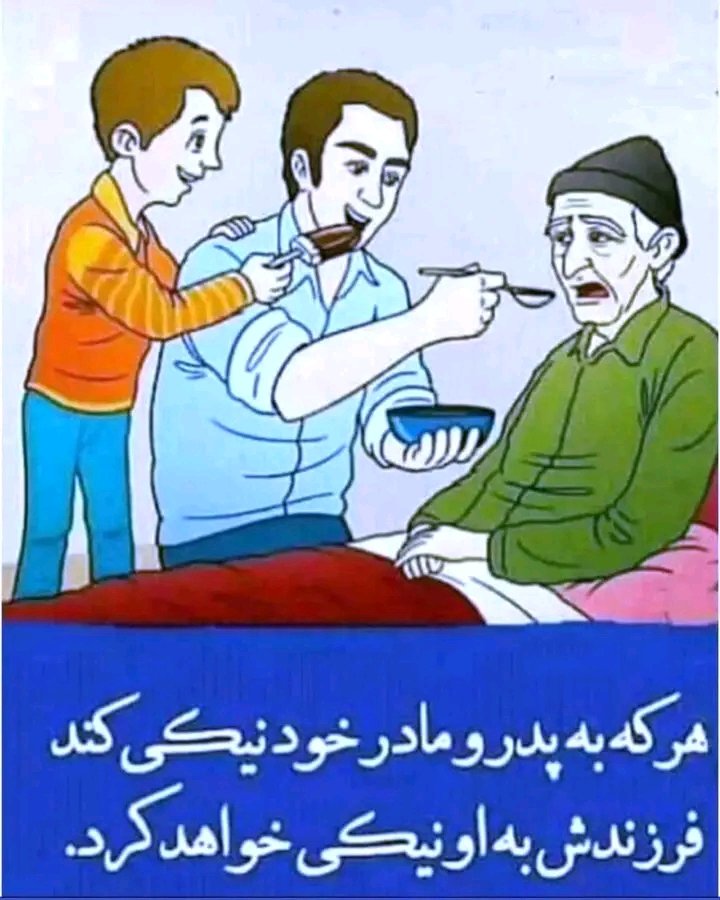 هر که به پدر و مادر خود نیکی کند
فرزندش به او نیکی خواهد کرد.